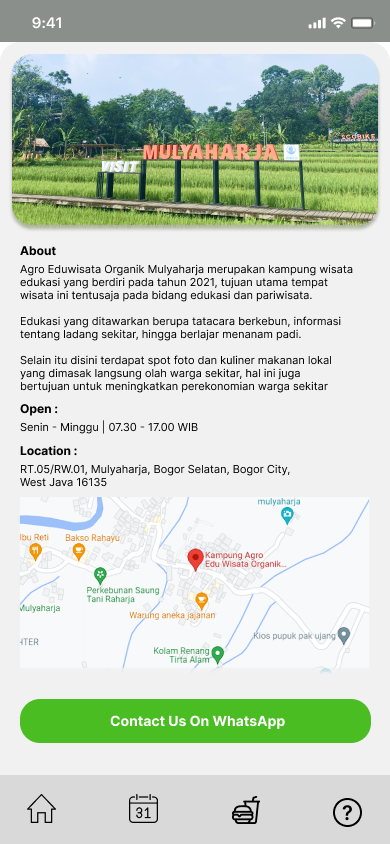 9:41
VISIT
MULYAHARJA
About
Agro Eduwisata Organik Mulyaharja merupakan kampung wisata
edukasi yang berdiri pada tahun 2021, tujuan utama tempat
wisata ini tentusaja pada bidang edukasi dan pariwisata.
Edukasi yang ditawarkan berupa tatacara berkebun, informasi
tentang ladang sekitar, hingga berlajar menanam padi.
Selain itu disini terdapat spot foto dan kuliner makanan lokal
yang dimasak langsung olah warga sekitar, hal ini juga
bertujuan untuk meningkatkan perekonomian warga sekitar
Open :
Senin - Minggu | 07.30 - 17.00 WIB
Location :
RT.05/RW.01, Mulyaharja, Bogor Selatan, Bogor City,
West Java 16135
mulyaharja
Ibu Reti
Bakso Rahayu
Kampung Agro
Edu Wisata Organik...
Perkebunan Saung
Tani Raharja
Mulyaharja
Warung aneka jajanan
HTER
Kios pupuk pak ujang
Kolam Renang
Tirta Alam
Contact Us On WhatsApp
31
?